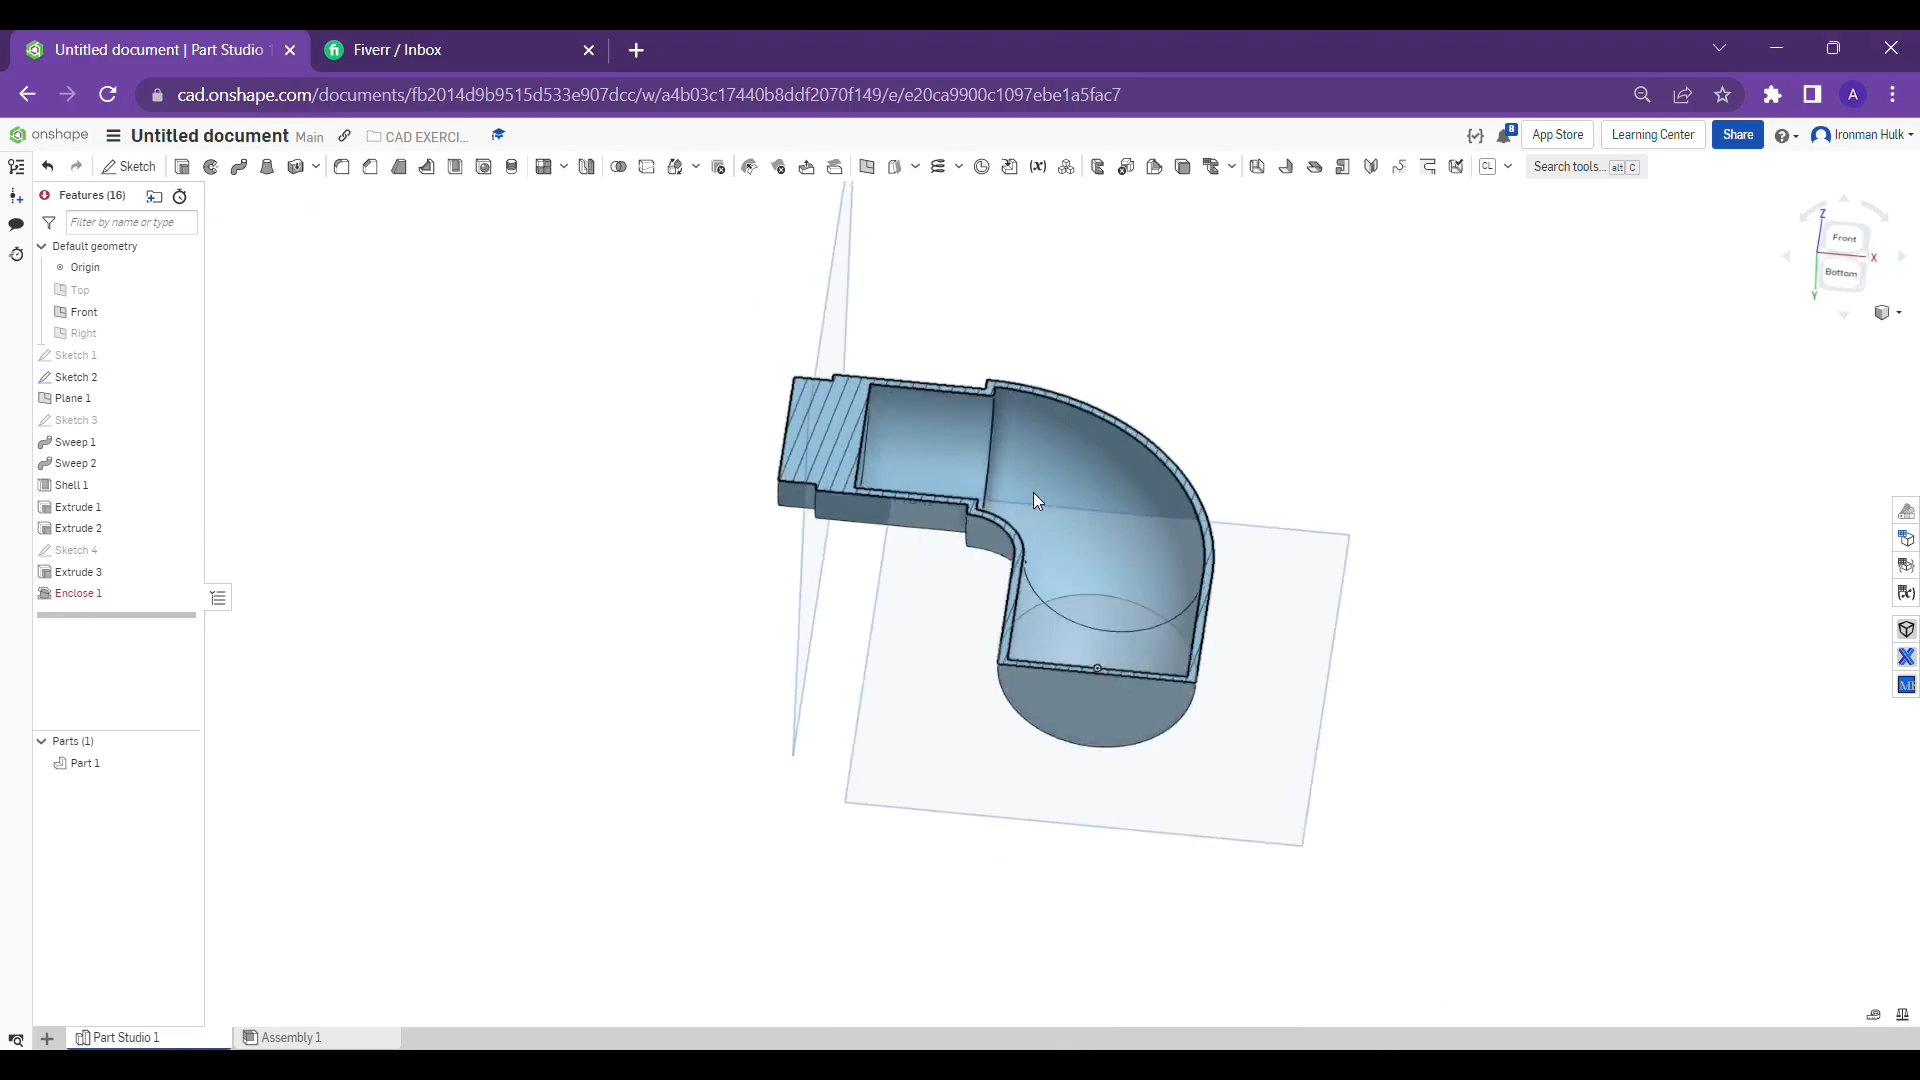 Untitled document | Part Studio 1
Fiverr / Inbox
cad.onshape.com/documents/fb2014d9b9515d533e907dcc/w/a4b03c17440b8ddf2070f149/e/e20ca9900c1097ebe1a5fac7
A
onshape
Untitled document Main
CAD EXERCI...
8
App Store
Learning Center
Share
Ironman Hulk
Sketch
CL
Search tools... alt C
Features (16)
Filter by name or type
Default geometry
Origin
Top
Front
Right
Sketch 1
Sketch 2
Plane 1
Sketch 3
Sweep 1
Sweep 2
Shell 1
Extrude 1
Extrude 2
Sketch 4
Extrude 3
Enclose 1
Parts (1)
Part 1
Z
Front
X
Bottom
Y
Part Studio 1
Assembly 1